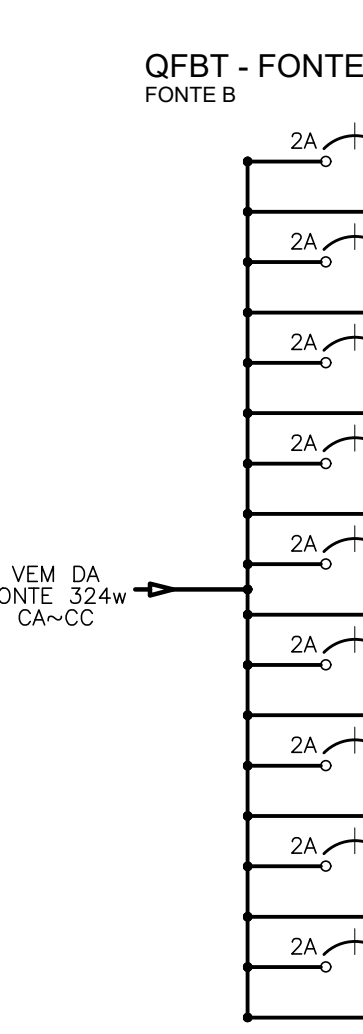 QFBT - FONTE
FONTE B
2A
2A
2A
2A
2A
VEM DA
ONTE 324w
CA~CC
2A
2A
2A
2A